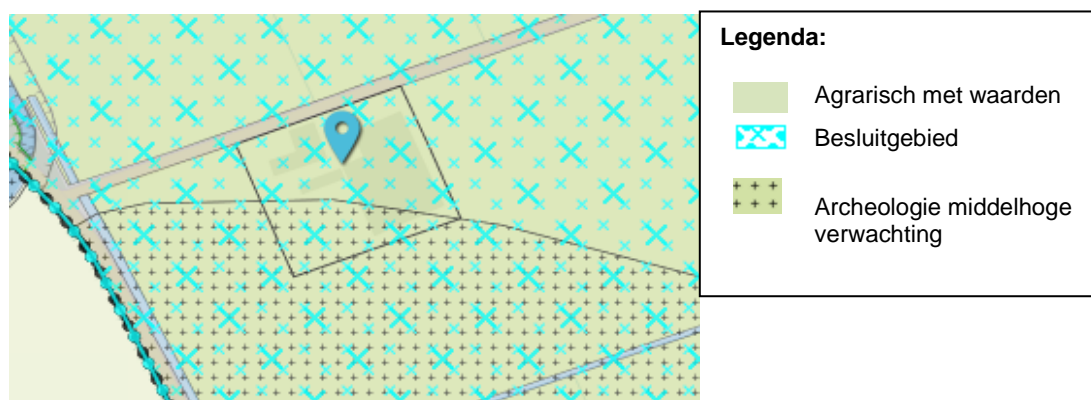 Legenda:
Agrarisch met waarden
Besluitgebied
Archeologie middelhoge
verwachting